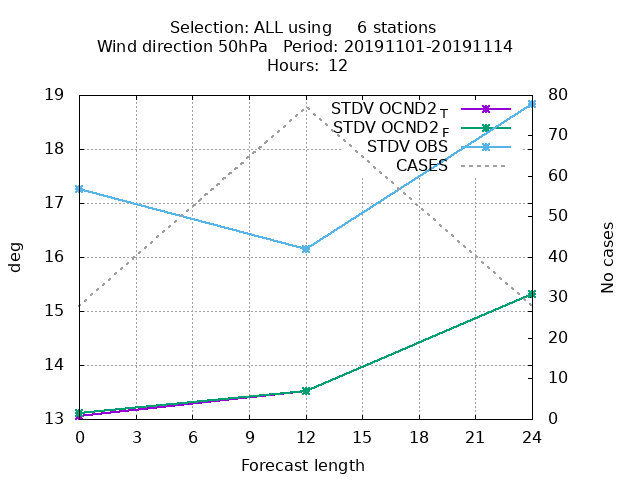 Selection: ALL using     6 stations
Wind direction 50hPa   Period: 20191101-20191114
Hours:  12
19 80
STDV OCND2 T
STDV OCND2 F
STDV OBS
CASES
18 70
17 60
16 50
15 40
14 30
13 20
10
0
deg
No cases
0 3 6 9 12 15 18 21 24
Forecast length